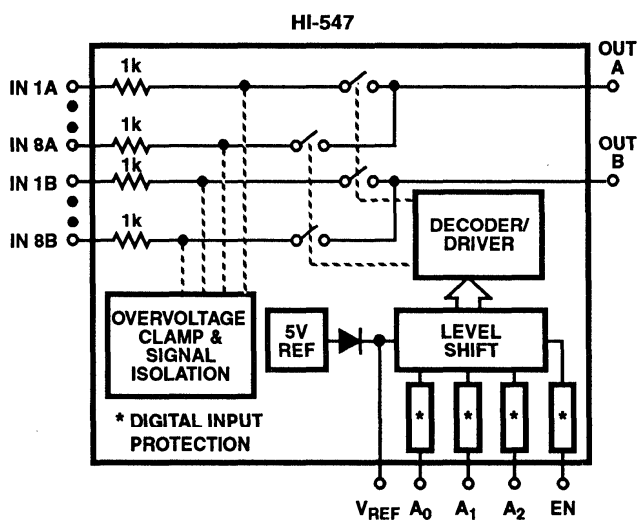 HI-547
OUT
A
IN 1A
1k
IN 8A
1k
OUT
B
IN 1B
1k
IN 8B
1k
DECODER/
DRIVER
OVERVOLTAGE
CLAMP &
SIGNAL
ISOLATION
5V
REF
LEVEL
SHIFT
* DIGITAL INPUT
PROTECTION
* * * *
VREF A0 A1 A2 EN